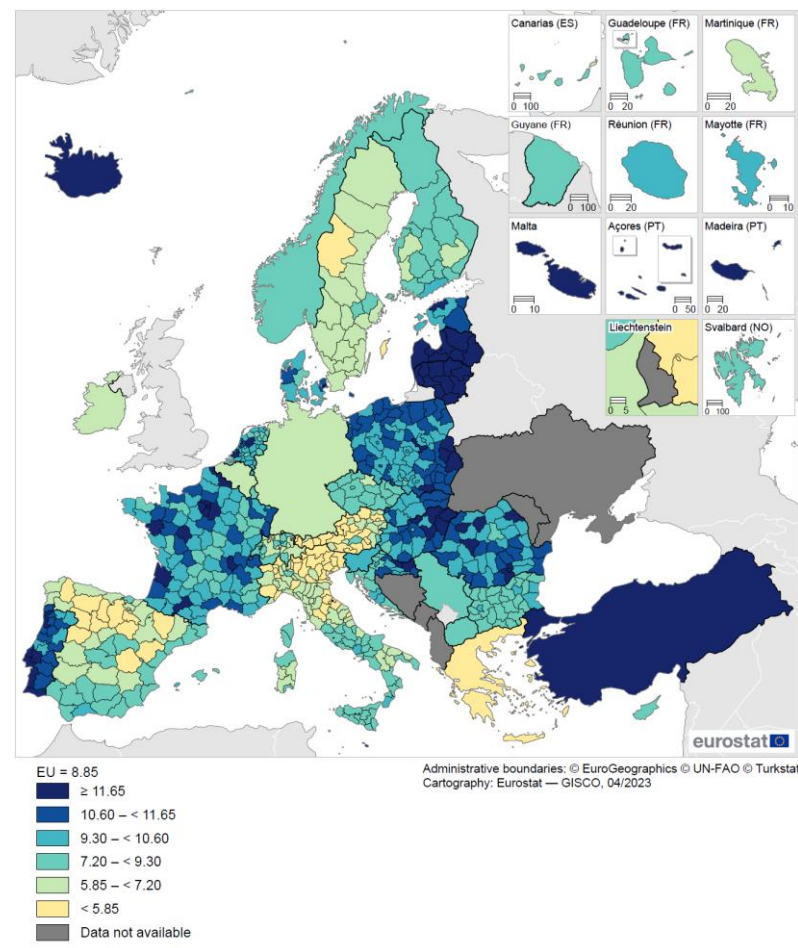 Canarias (ES)
0 100
Guadeloupe (FR)
0 20
Martinique (FR)
0 20
Guyane (FR)
0 100
Réunion (FR)
0 20
Mayotte (FR)
0 10
Malta
0 10
Açores (PT)
0 50
Madeira (PT)
0 20
Liechtenstein
0 5
Svalbard (NO)
0 100
eurostat
EU = 8.85
≥ 11.65
10.60 – < 11.65
9.30 – < 10.60
7.20 – < 9.30
5.85 – < 7.20
< 5.85
Data not available
Administrative boundaries: © EuroGeographics © UN-FAO © Turkstat
Cartography: Eurostat — GISCO, 04/2023